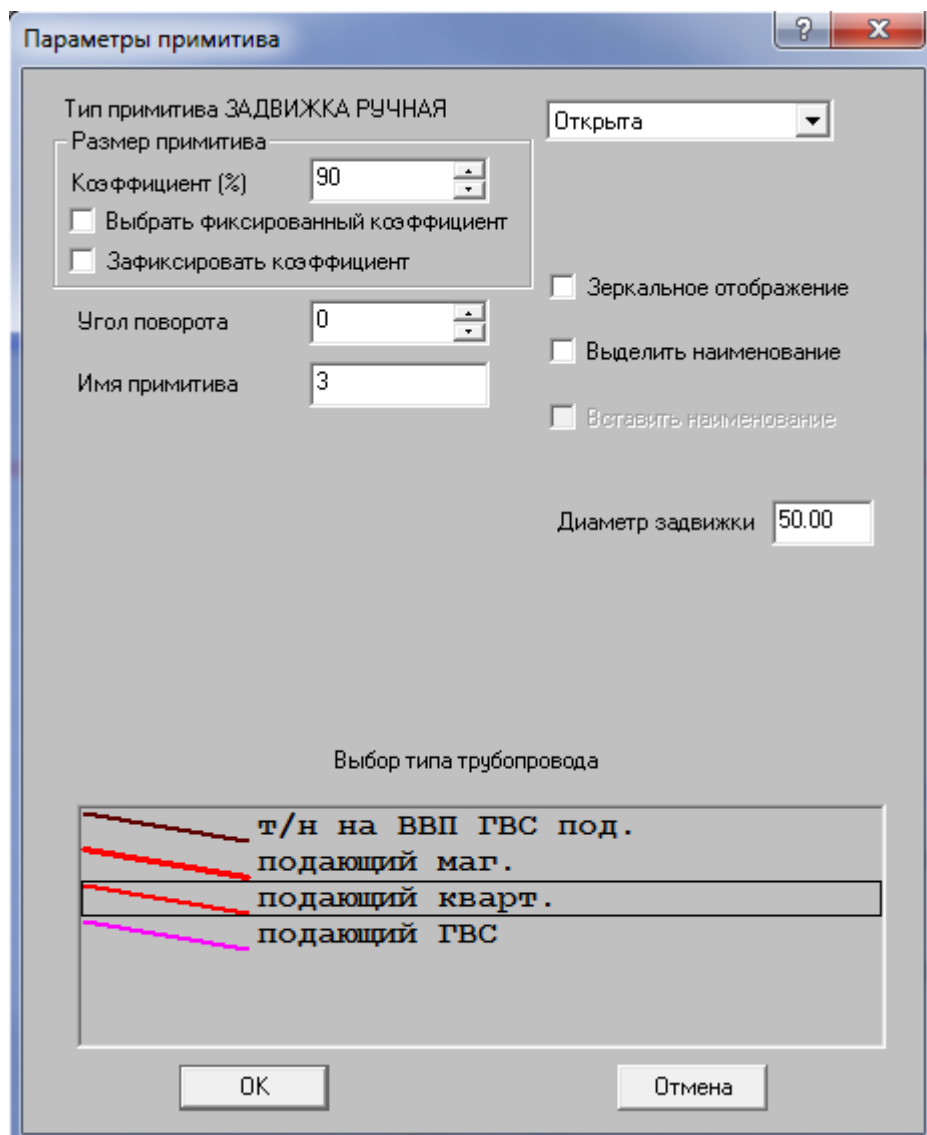 Параметры примитива
Тип примитива ЗАДВИЖКА РУЧНАЯ
Открыта
Размер примитива
Коэффициент (%)
90
Выбрать фиксированный коэффициент
Зафиксировать коэффициент
Зеркальное отображение
Угол поворота
0
Выделить наименование
Имя примитива
3
Вставить наименование
Диаметр задвижки
50.00
Выбор типа трубопровода
т/н на ВВП ГВС под.
подающий маг.
подающий кварт.
подающий ГВС
OK
Отмена